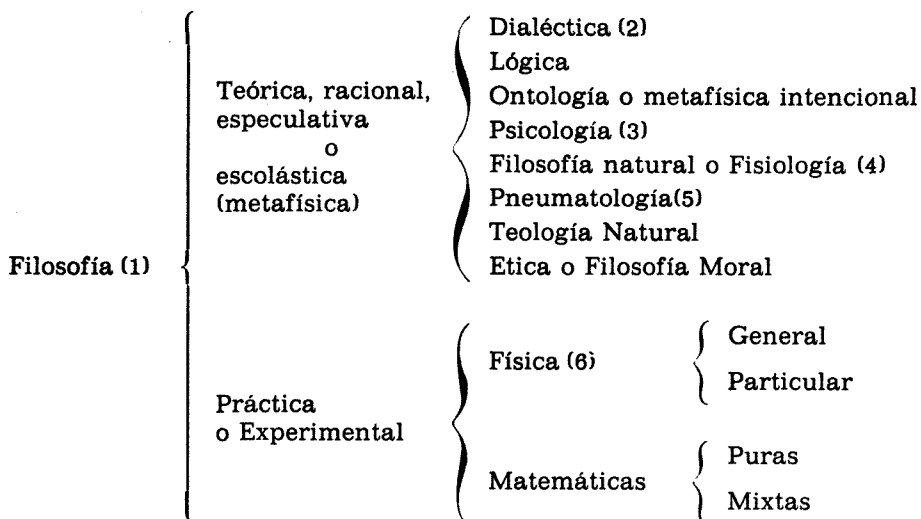 Filosofía (1)
Teórica, racional,
especulativa
o
escolástica
(metafísica)
Dialéctica (2)
Lógica
Ontología o metafísica intencional
Psicología (3)
Filosofía natural o Fisiología (4)
Pneumatología(5)
Teología Natural
Etica o Filosofía Moral
Práctica
o Experimental
Física (6)
General
Particular
Matemáticas
Puras
Mixtas